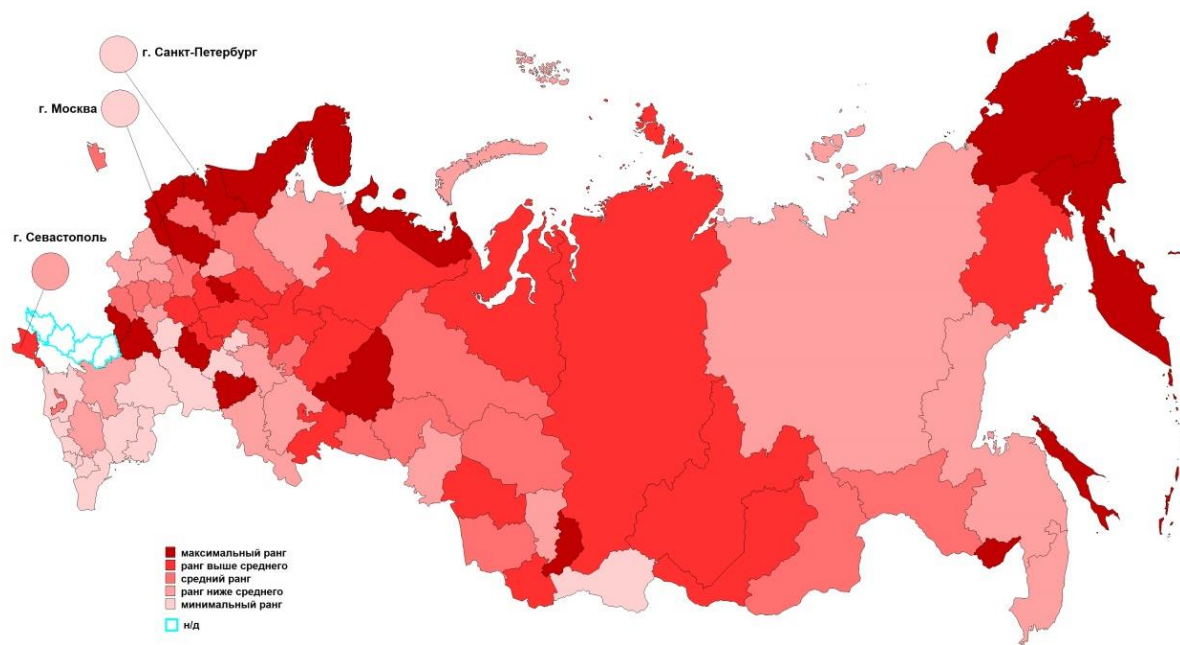 г. Санкт-Петербург
г. Москва
г. Севастополь
максимальный ранг
ранг выше среднего
средний ранг
ранг ниже среднего
минимальный ранг
н/д